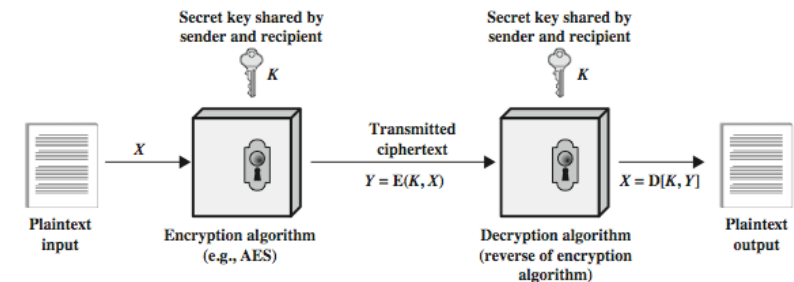 Secret key shared by
sender and recipient
K
Secret key shared by
sender and recipient
K
X
Transmitted
ciphertext
Y = E(K, X)
X = D[K, Y]
Plaintext
input
Encryption algorithm
(e.g., AES)
Decryption algorithm
(reverse of encryption
algorithm)
Plaintext
output